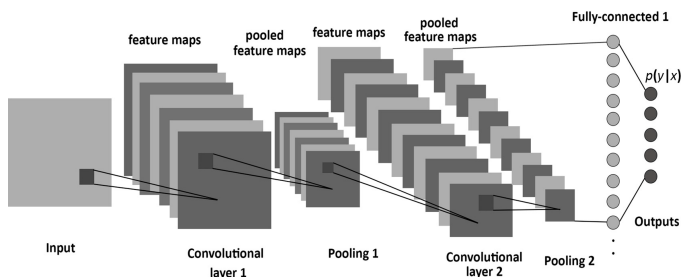 feature maps
pooled
feature maps
feature maps
pooled
feature maps
Fully-connected 1
p(y|x)
Input
Convolutional
layer 1
Pooling 1
Convolutional
layer 2
Pooling 2
Outputs